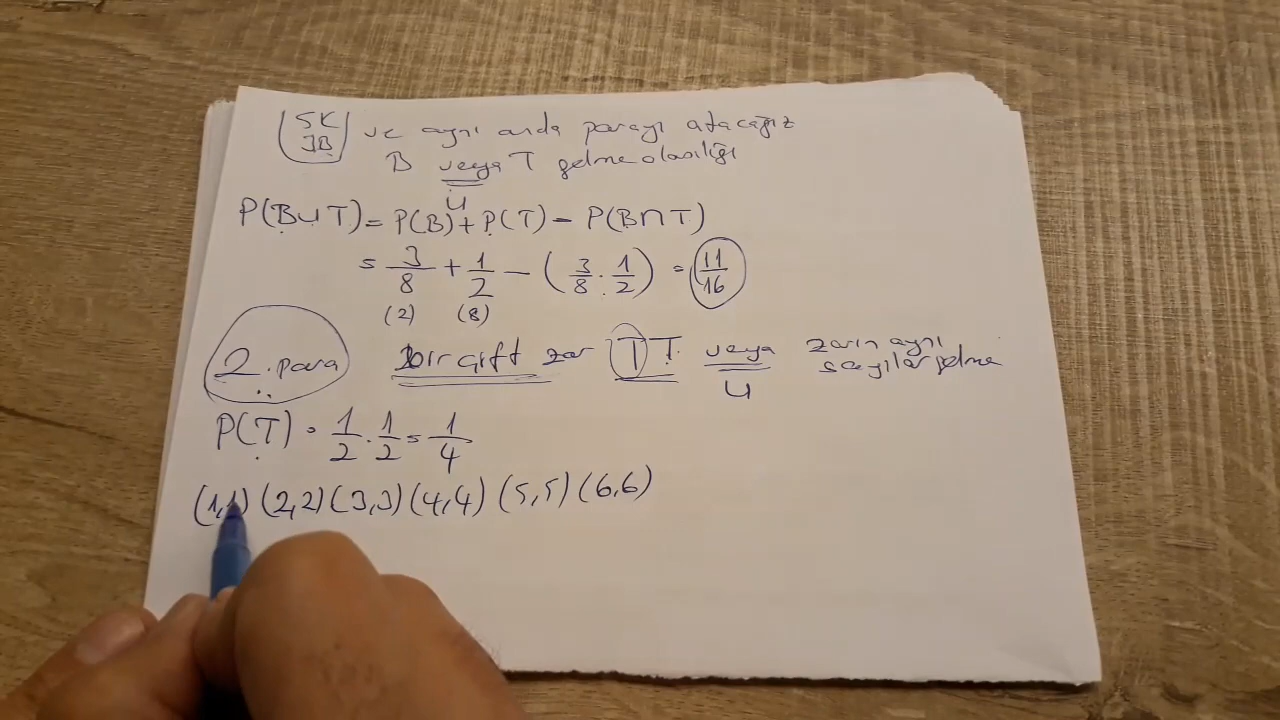 5K
3B
ve aynı anda parayı atacağız
B veya T gelme olasılığı
U
P(B∪T) = P(B) + P(T) - P(B∩T)
= 3/8 + 1/2 - (3/8 . 1/2) = 11/16
(2) (8)
2 para bir çift zar TT veya zarın aynı
sayılar gelme
U
P(T) = 1/2 . 1/2 = 1/4
(1,1) (2,2) (3,3) (4,4) (5,5) (6,6)